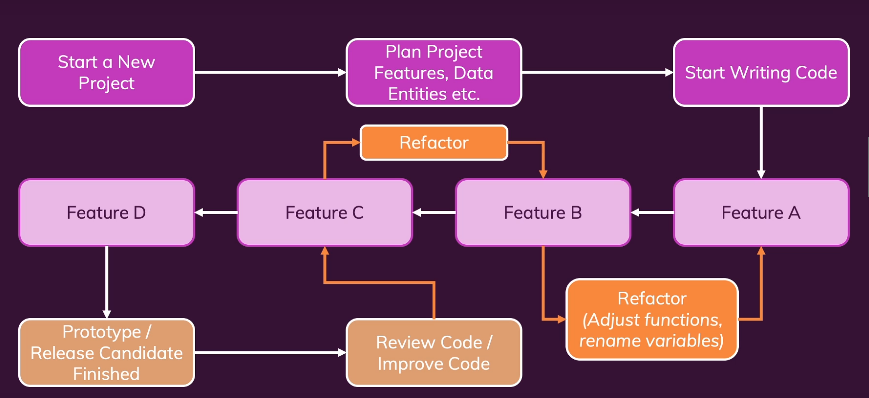 Start a New
Project
Plan Project
Features, Data
Entities etc.
Start Writing Code
Refactor
Feature D
Feature C
Feature B
Feature A
Refactor
(Adjust functions,
rename variables)
Prototype /
Release Candidate
Finished
Review Code /
Improve Code